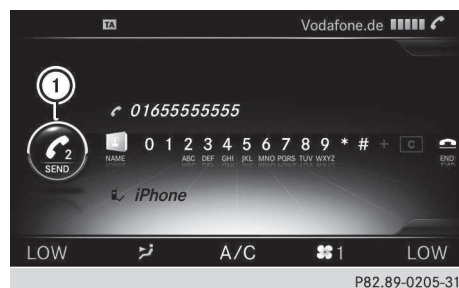 TA Vodafone.de
1
01655555555
2 SEND NAME 0 1 2 3 4 5 6 7 8 9 * # + C END
ABC DEF GHI JKL MNO PQRS TUV WXYZ
iPhone
LOW A/C 1 LOW
P82.89-0205-31